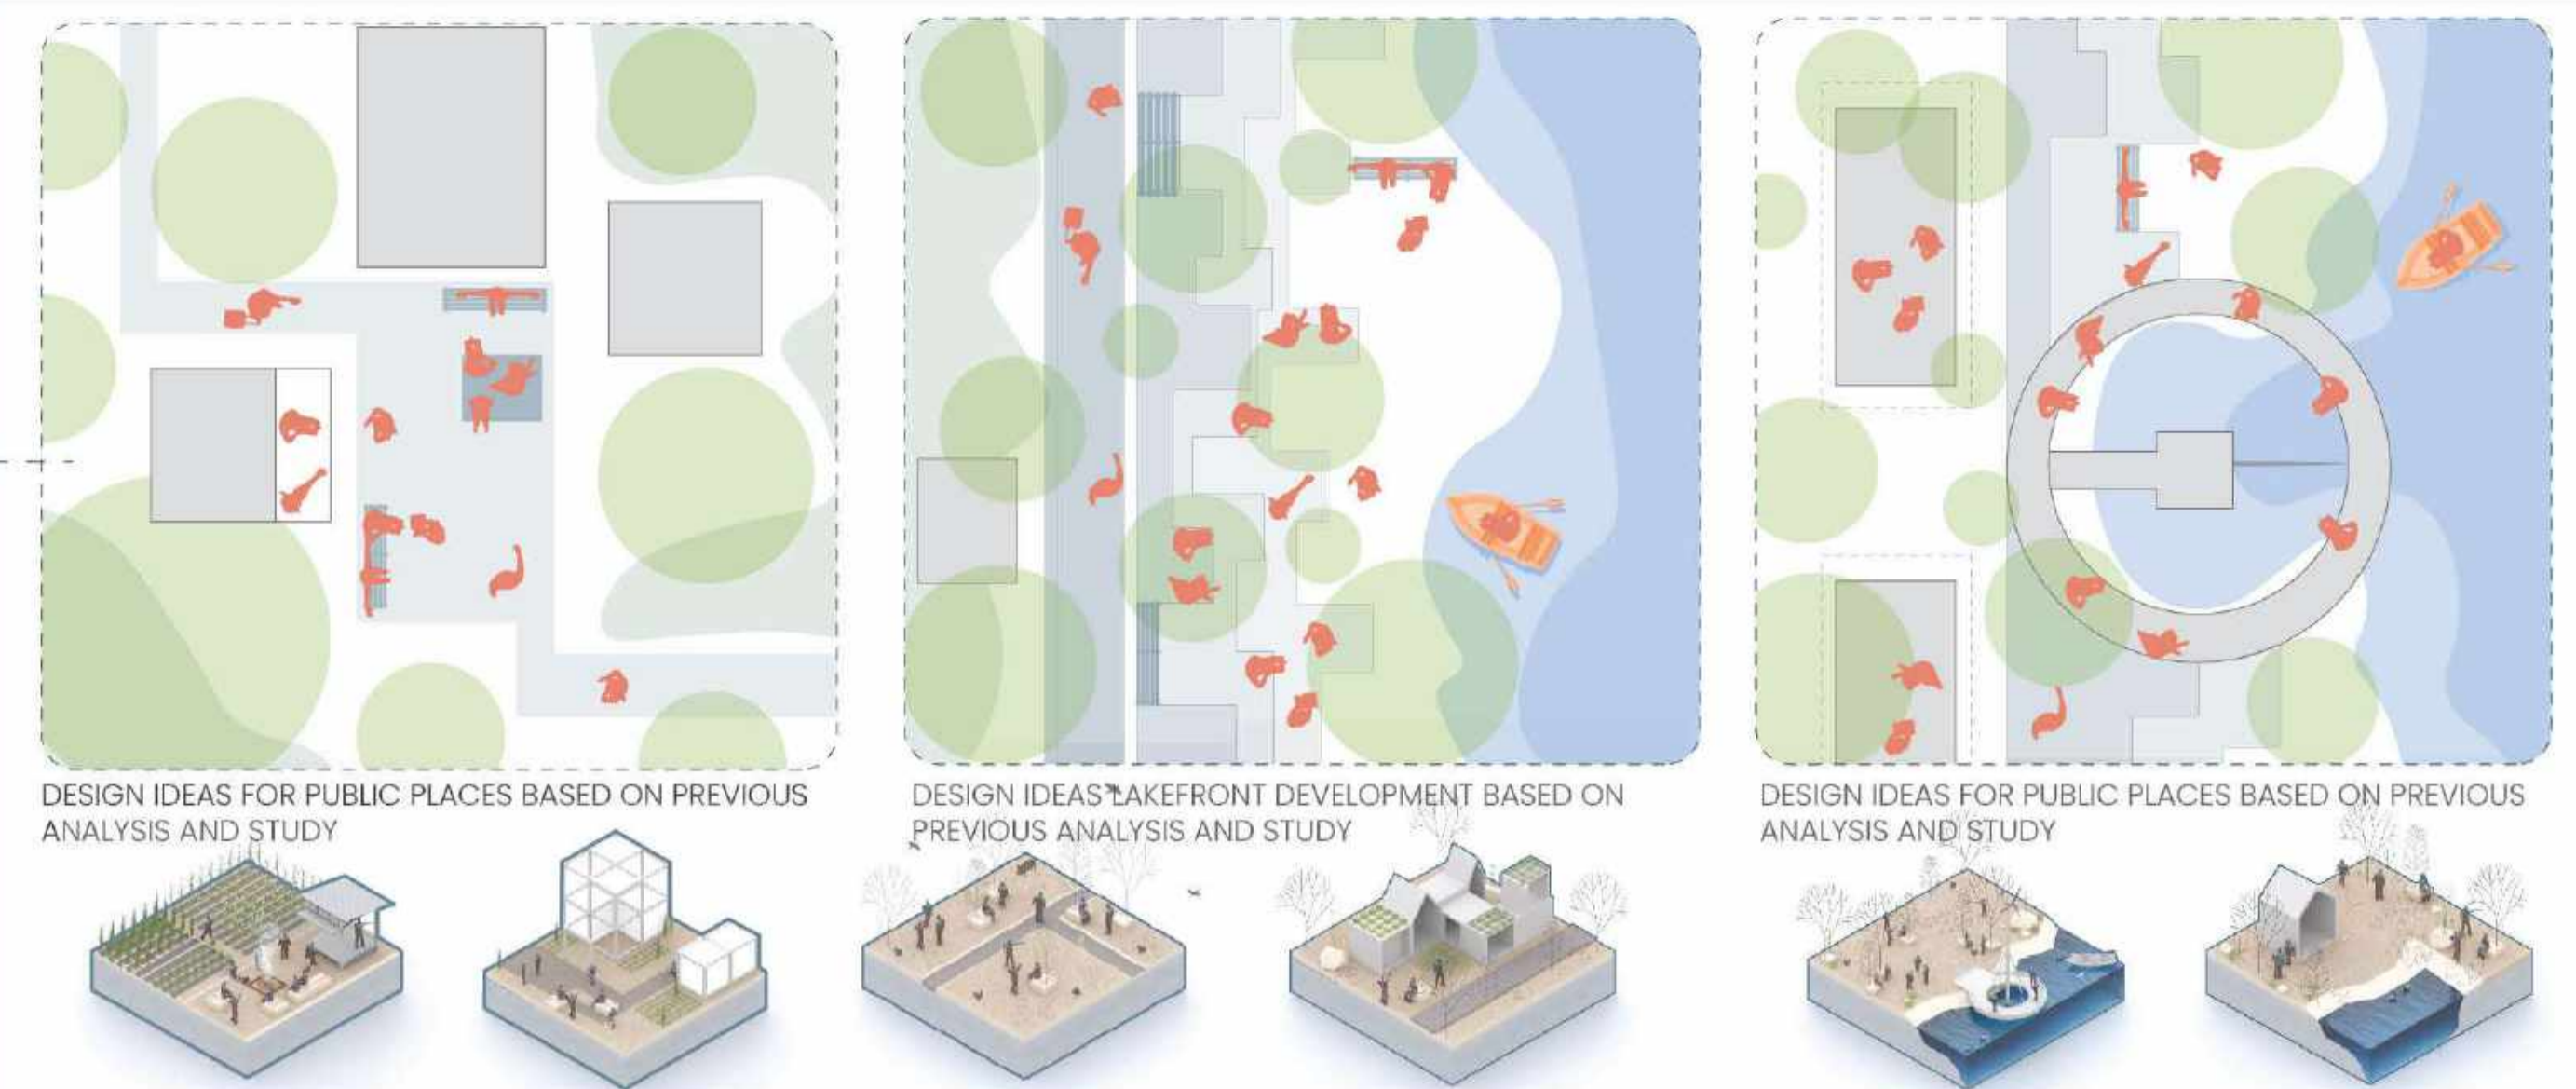 DESIGN IDEAS FOR PUBLIC PLACES BASED ON PREVIOUS
ANALYSIS AND STUDY
DESIGN IDEAS LAKEFRONT DEVELOPMENT BASED ON
PREVIOUS ANALYSIS AND STUDY
DESIGN IDEAS FOR PUBLIC PLACES BASED ON PREVIOUS
ANALYSIS AND STUDY